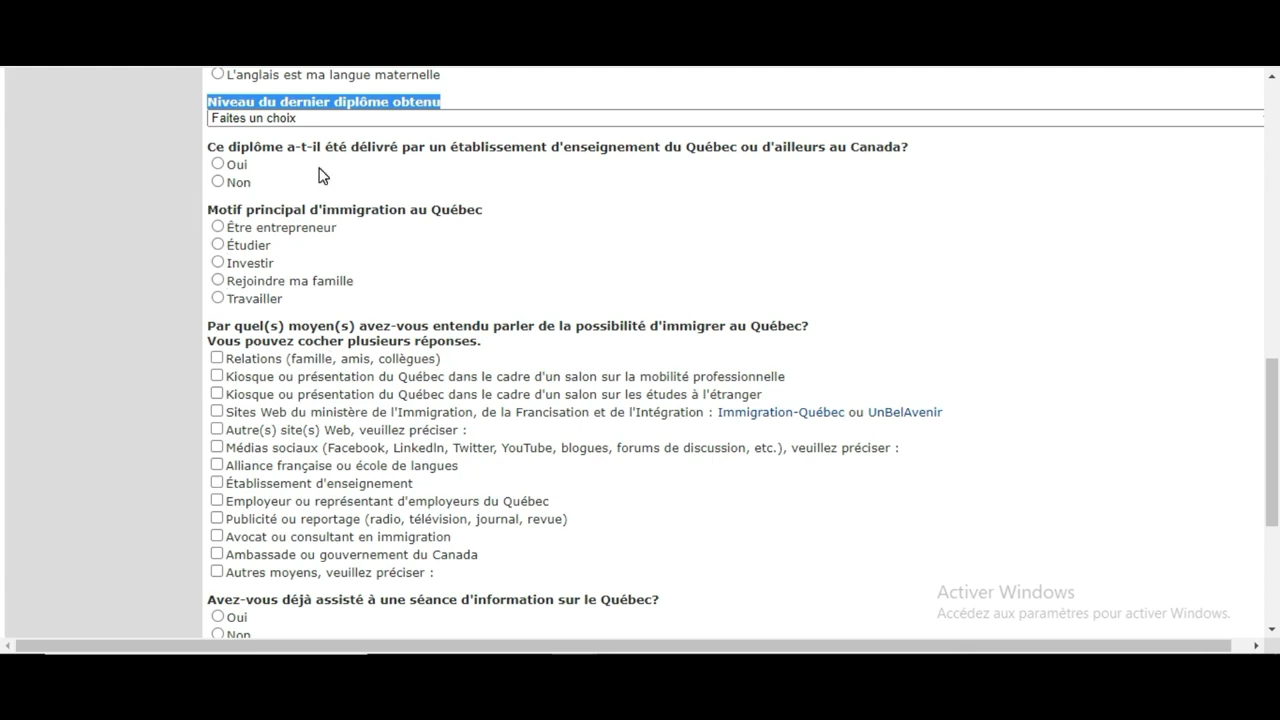 L'anglais est ma langue maternelle
Niveau du dernier diplôme obtenu
Faites un choix
Ce diplôme a-t-il été délivré par un établissement d'enseignement du Québec ou d'ailleurs au Canada?
Oui
Non
Motif principal d'immigration au Québec
Être entrepreneur
Étudier
Investir
Rejoindre ma famille
Travailler
Par quel(s) moyen(s) avez-vous entendu parler de la possibilité d'immigrer au Québec?
Vous pouvez cocher plusieurs réponses.
Relations (famille, amis, collègues)
Kiosque ou présentation du Québec dans le cadre d'un salon sur la mobilité professionnelle
Kiosque ou présentation du Québec dans le cadre d'un salon sur les études à l'étranger
Sites Web du ministère de l'Immigration, de la Francisation et de l'Intégration : Immigration-Québec ou UnBelAvenir
Autre(s) site(s) Web, veuillez préciser :
Médias sociaux (Facebook, LinkedIn, Twitter, YouTube, blogues, forums de discussion, etc.), veuillez préciser :
Alliance française ou école de langues
Établissement d'enseignement
Employeur ou représentant d'employeurs du Québec
Publicité ou reportage (radio, télévision, journal, revue)
Avocat ou consultant en immigration
Ambassade ou gouvernement du Canada
Autres moyens, veuillez préciser :
Avez-vous déjà assisté à une séance d'information sur le Québec?
Oui
Non
Activer Windows
Accédez aux paramètres pour activer Windows.